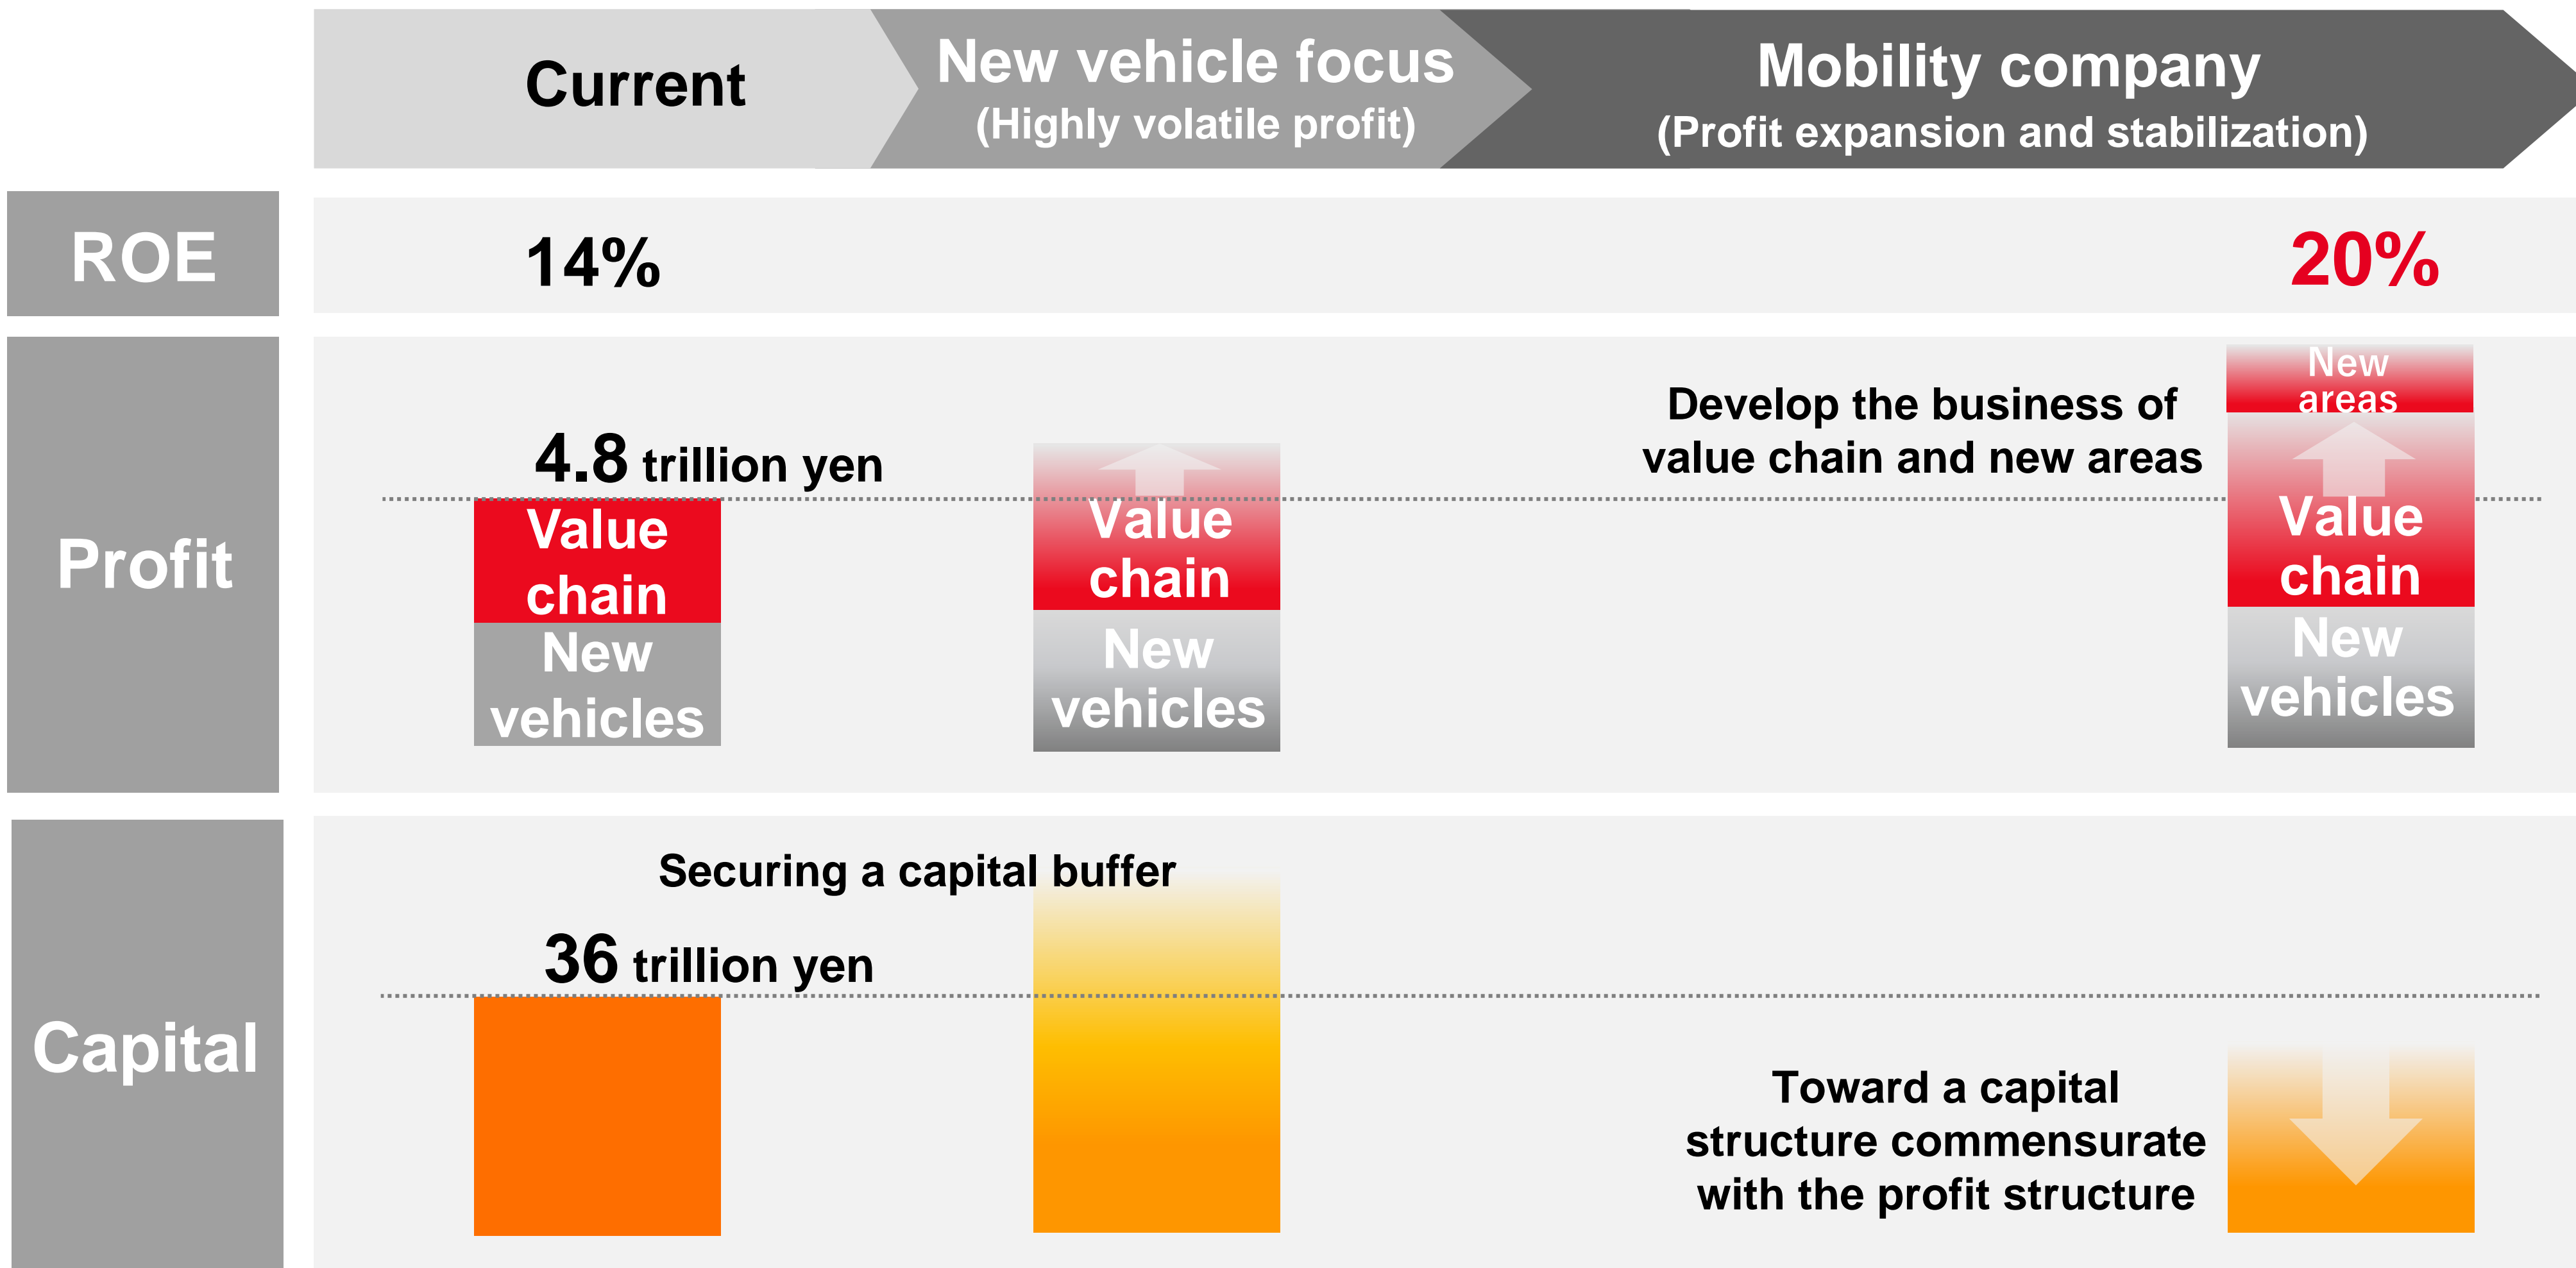 Current
New vehicle focus
(Highly volatile profit)
Mobility company
(Profit expansion and stabilization)
ROE
14%
20%
Profit
4.8 trillion yen
Value
chain
New
vehicles
Value
chain
New
vehicles
Develop the business of
value chain and new areas
New
areas
Value
chain
New
vehicles
Capital
Securing a capital buffer
36 trillion yen
Toward a capital
structure commensurate
with the profit structure